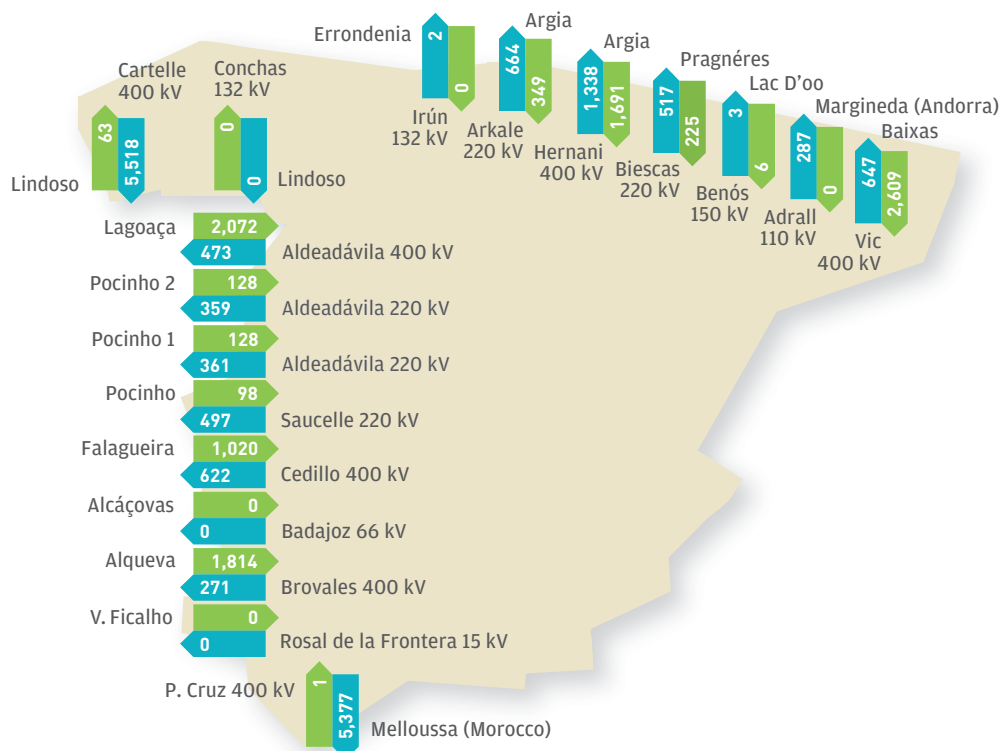 Errondenia
2
0
Irún
132 kV
Argia
664
349
Arkale
220 kV
Argia
1,338
1,691
Hernani
400 kV
Pragnéres
517
225
Biescas
220 kV
Lac D’oo
3
6
Benós
150 kV
Margineda (Andorra)
287
0
Adrall
110 kV
Baixas
647
2,609
Vic
400 kV
Cartelle
400 kV
63
5,518
Lindoso
Conchas
132 kV
0
0
Lindoso
Lagoaça
2,072
473
Aldeadávila 400 kV
Pocinho 2
128
359
Aldeadávila 220 kV
Pocinho 1
128
361
Aldeadávila 220 kV
Pocinho
98
497
Saucelle 220 kV
Falagueira
1,020
622
Cedillo 400 kV
Alcáçovas
0
0
Badajoz 66 kV
Alqueva
1,814
271
Brovales 400 kV
V. Ficalho
0
0
Rosal de la Frontera 15 kV
P. Cruz 400 kV
1
5,377
Melloussa (Morocco)